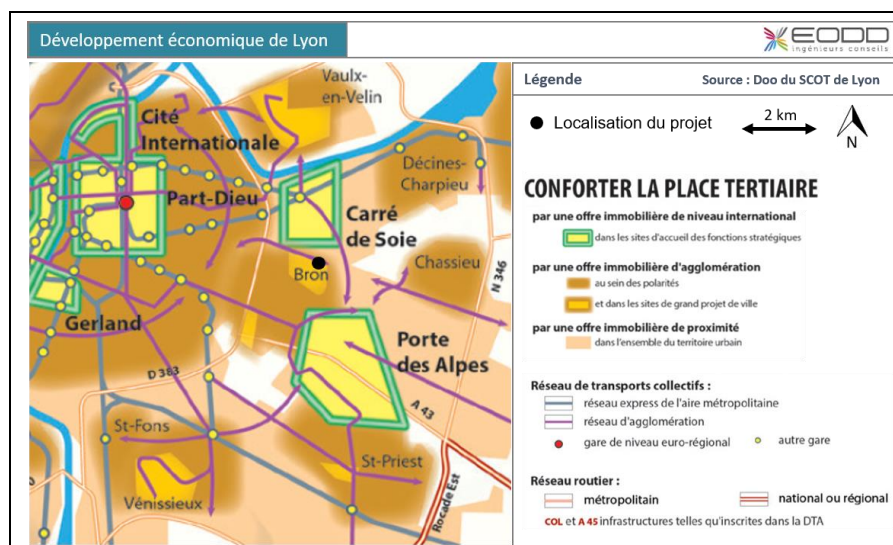 Développement économique de Lyon
EODD
ingénieurs conseils
Vaulx-
en-Velin
Cité
Internationale
Décines-
Charpieu
Part-Dieu
Carré
de Soie
Bron
Chassieu
N 346
Gerland
Porte
des Alpes
D 383
A 43
St-Fons
St-Priest
Vénissieux
Rocade Est
Légende
Source : Doo du SCOT de Lyon
Localisation du projet
2 km
N
CONFORTER LA PLACE TERTIAIRE
par une offre immobilière de niveau international
dans les sites d'accueil des fonctions stratégiques
par une offre immobilière d'agglomération
au sein des polarités
et dans les sites de grand projet de ville
par une offre immobilière de proximité
dans l'ensemble du territoire urbain
Réseau de transports collectifs :
réseau express de l'aire métropolitaine
réseau d'agglomération
gare de niveau euro-régional
autre gare
Réseau routier :
métropolitain
national ou régional
COL et A 45 infrastructures telles qu'inscrites dans la DTA